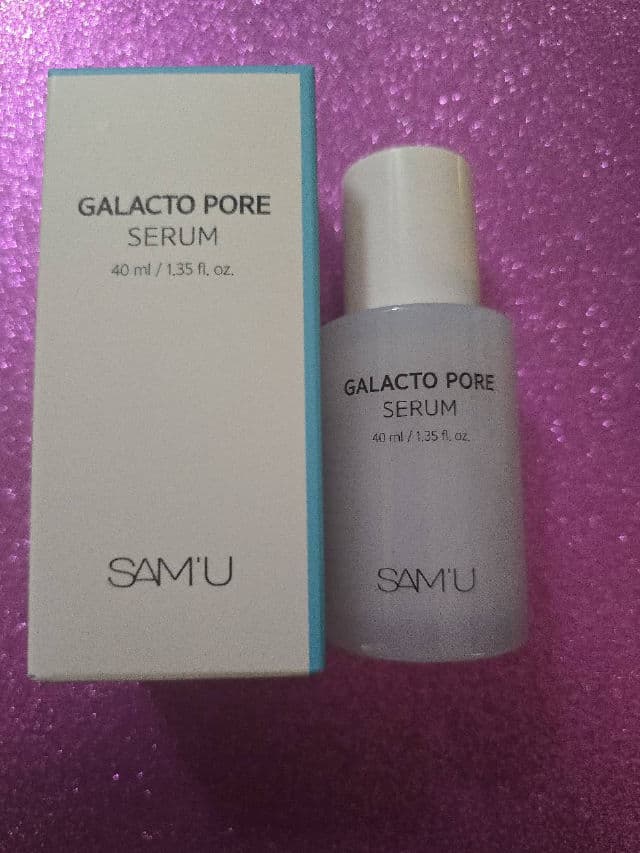 GALACTO PORE
SERUM
40 ml / 1.35 fl. oz.
SAM'U
GALACTO PORE
SERUM
40 ml / 1.35 fl. oz.
SAM'U